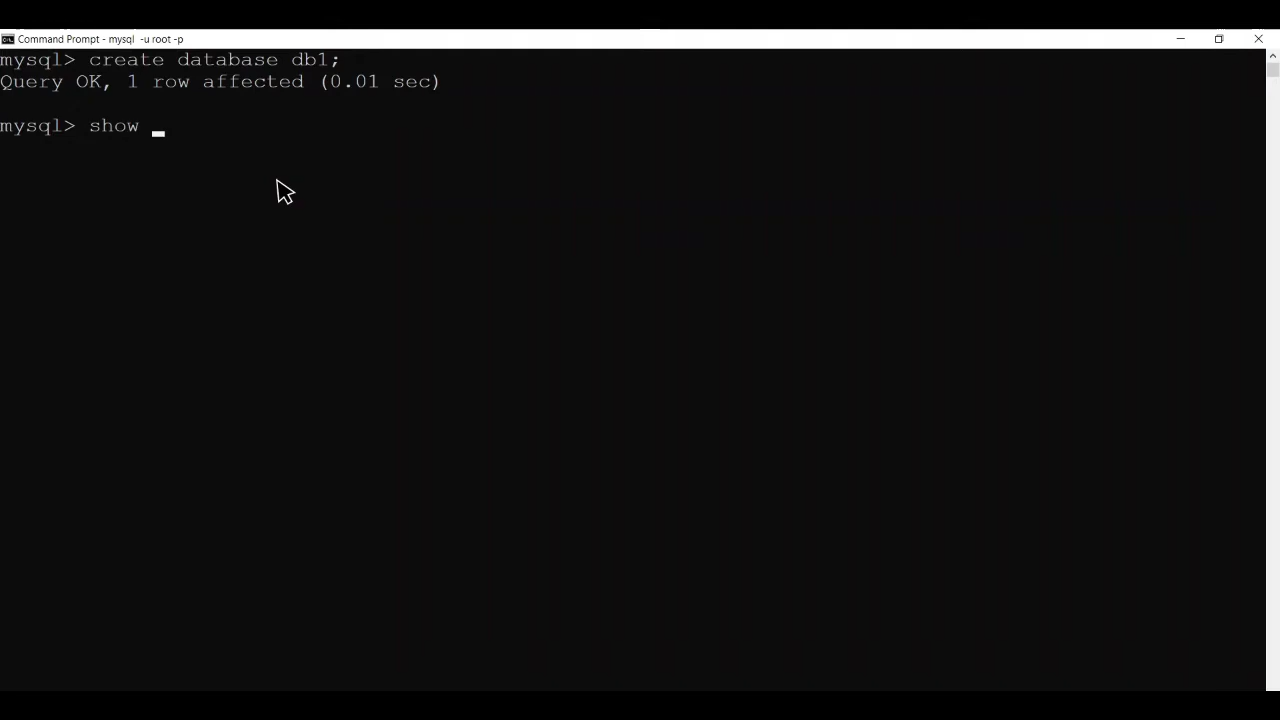 Command Prompt - mysql  -u root -p
mysql> create database db1;
Query OK, 1 row affected (0.01 sec)
mysql> show